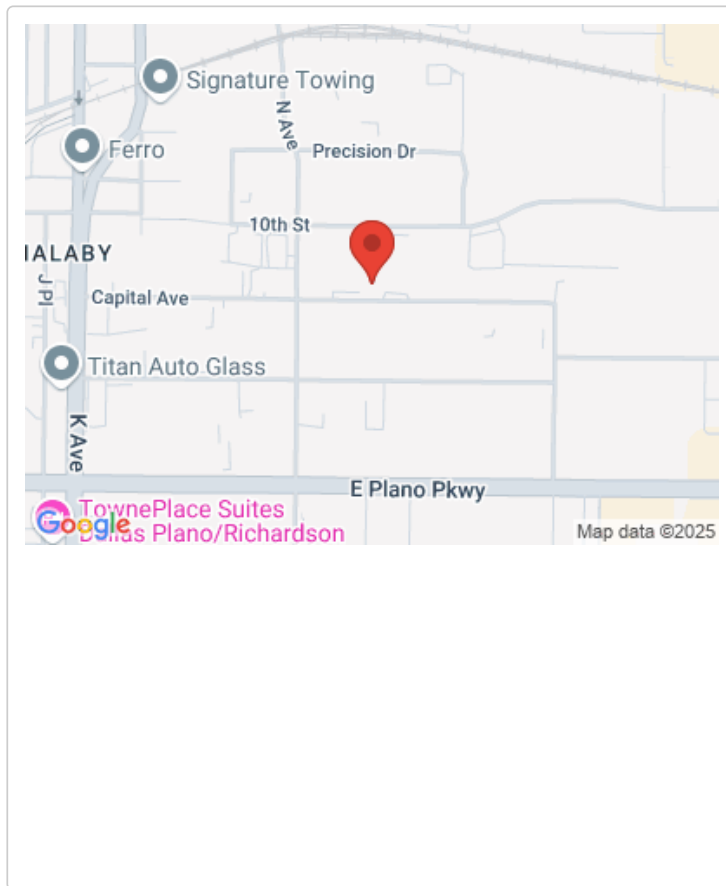 Signature Towing
N Ave
Ferro
Precision Dr
10th St
IALABY
J Pl
Capital Ave
Titan Auto Glass
K Ave
E Plano Pkwy
TownePlace Suites
Dallas Plano/Richardson
Google
Map data ©2025